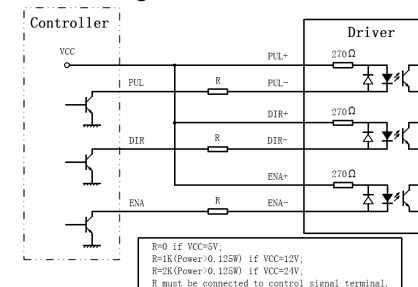 Controller
Driver
VCC
PUL+
270Ω
PUL
R
PUL-
DIR+
270Ω
DIR
R
DIR-
ENA+
270Ω
ENA
R
ENA-
R=0 if VCC=5V;
R=1K(Power>0.125W) if VCC=12V;
R=2K(Power>0.125W) if VCC=24V;
R must be connected to control signal terminal.